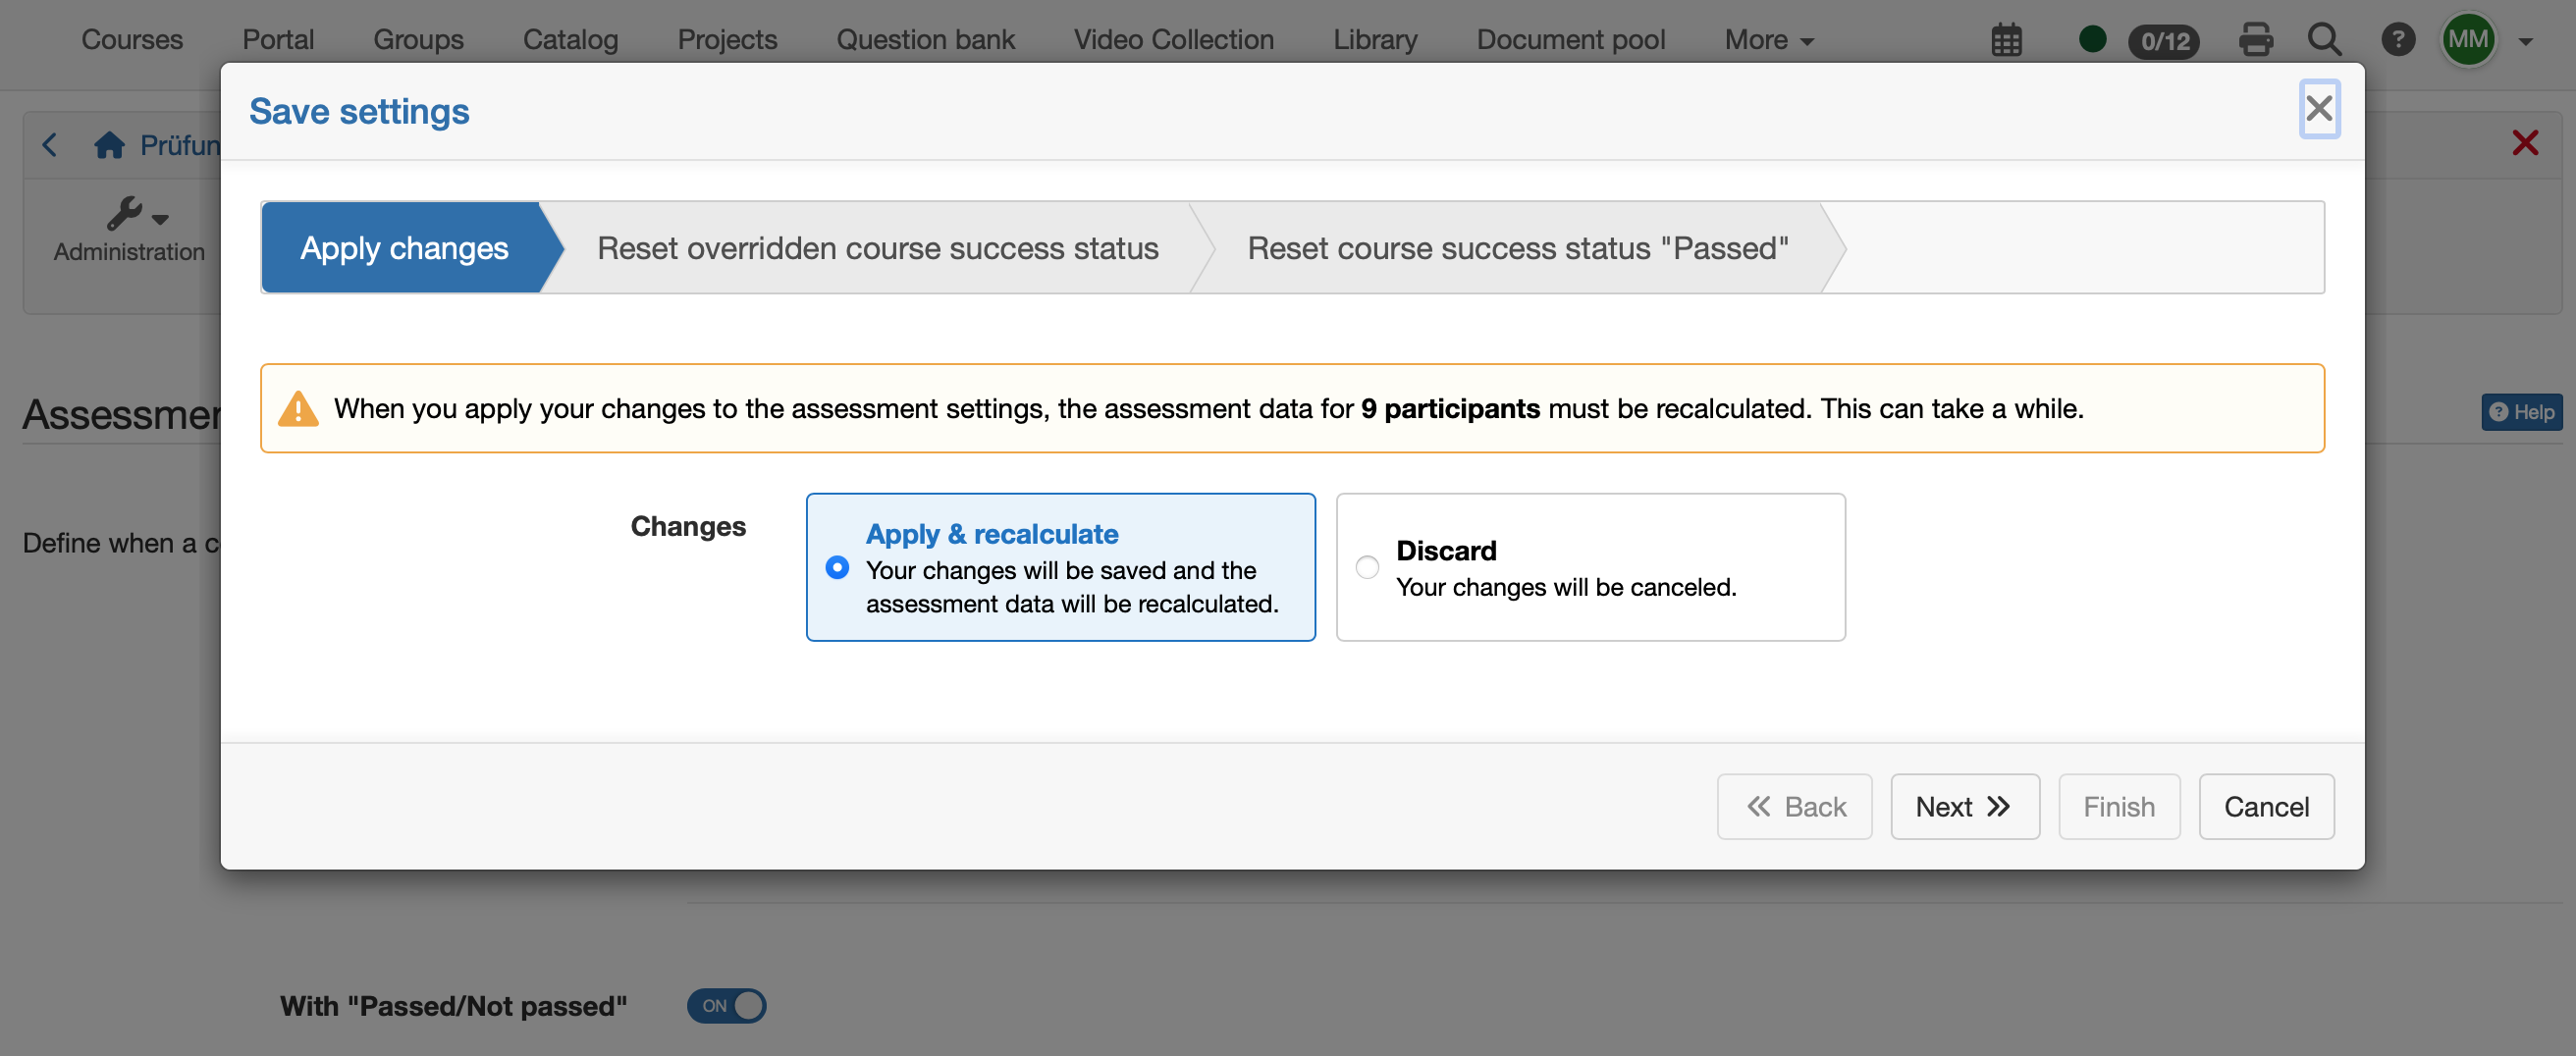 Courses Portal Groups Catalog Projects Question bank Video Collection Library Document pool More 0/12 ? MM
Save settings
Prüfun
Administration
Apply changes Reset overridden course success status Reset course success status "Passed"
When you apply your changes to the assessment settings, the assessment data for 9 participants must be recalculated. This can take a while.
Assessmen
Help
Changes
Apply & recalculate
Your changes will be saved and the
assessment data will be recalculated.
Discard
Your changes will be canceled.
Define when a c
Back Next Finish Cancel
With "Passed/Not passed" ON